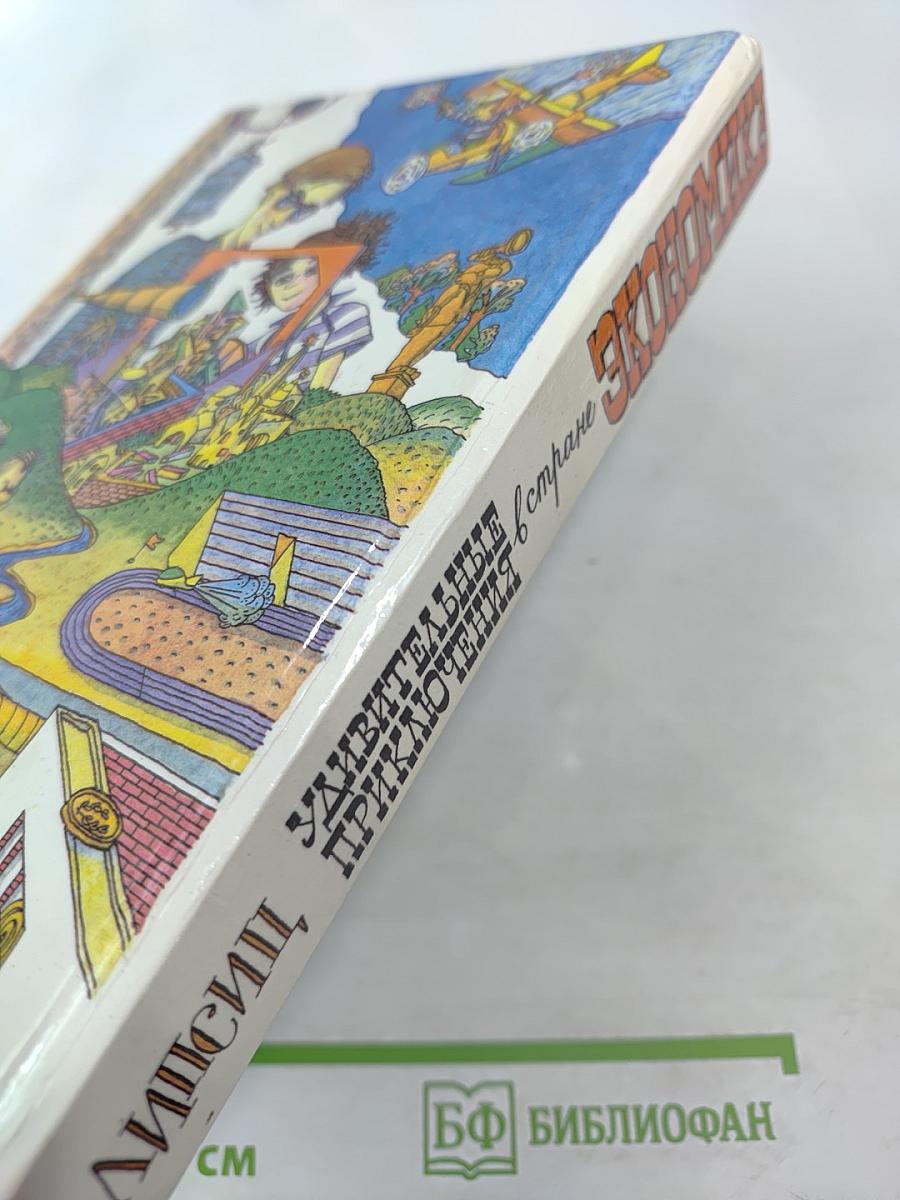 ЛИПСИЦ
УДИВИТЕЛЬНЫЕ
ПРИКЛЮЧЕНИЯ
в стране
ЭКОНОМИКА
см
БФ БИБЛИОФАН